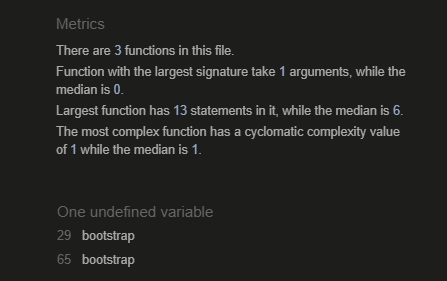 Metrics
There are 3 functions in this file.
Function with the largest signature take 1 arguments, while the
median is 0.
Largest function has 13 statements in it, while the median is 6.
The most complex function has a cyclomatic complexity value
of 1 while the median is 1.
One undefined variable
29 bootstrap
65 bootstrap